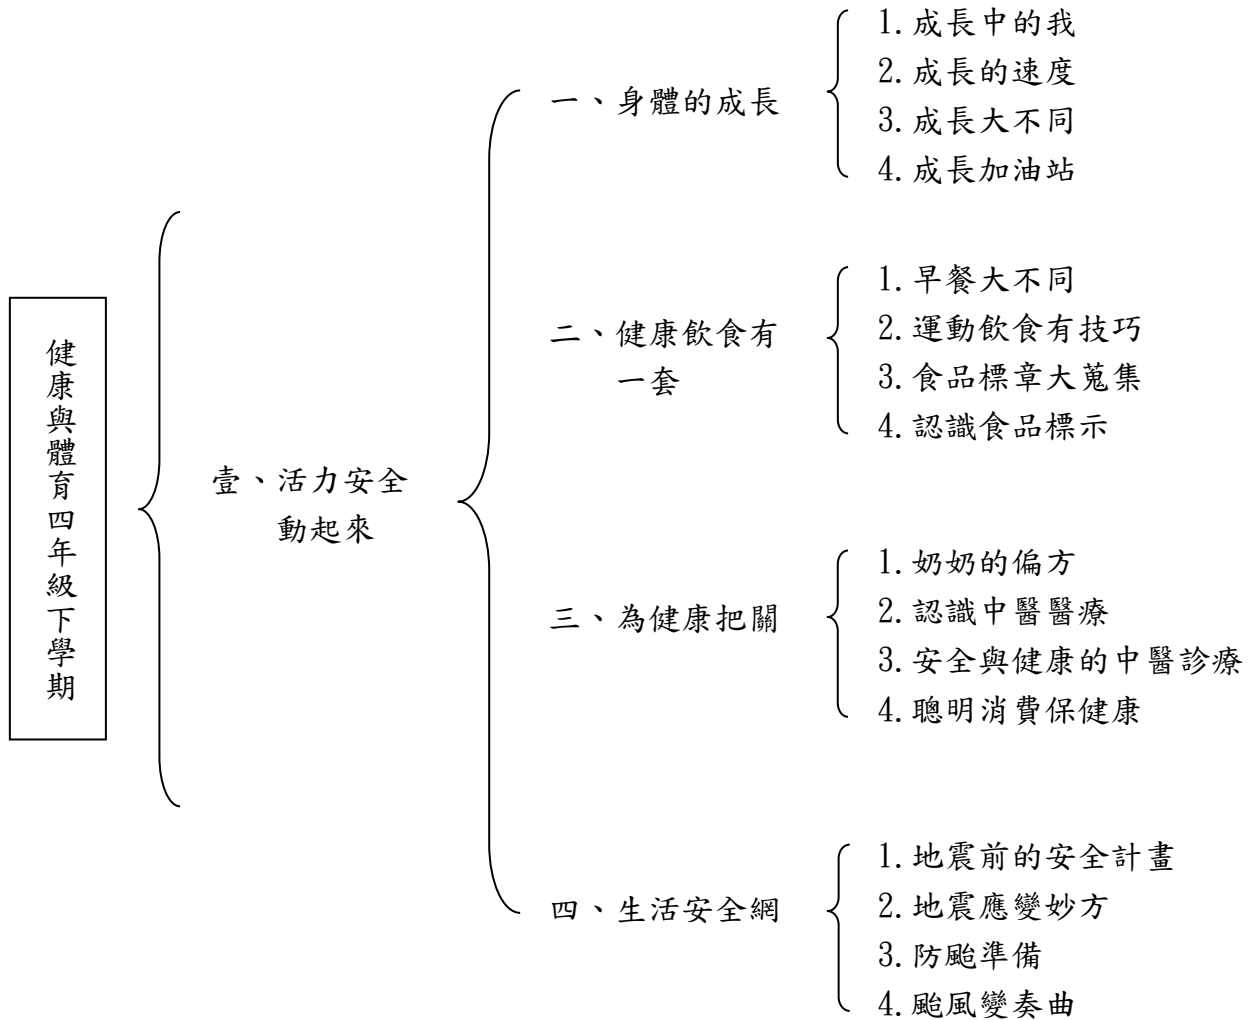 健康與體育四年級下學期
壹、活力安全
動起來
一、身體的成長
1.成長中的我
2.成長的速度
3.成長大不同
4.成長加油站
二、健康飲食有
一套
1.早餐大不同
2.運動飲食有技巧
3.食品標章大蒐集
4.認識食品標示
三、為健康把關
1.奶奶的偏方
2.認識中醫醫療
3.安全與健康的中醫診療
4.聰明消費保健康
四、生活安全網
1.地震前的安全計畫
2.地震應變妙方
3.防颱準備
4.颱風變奏曲